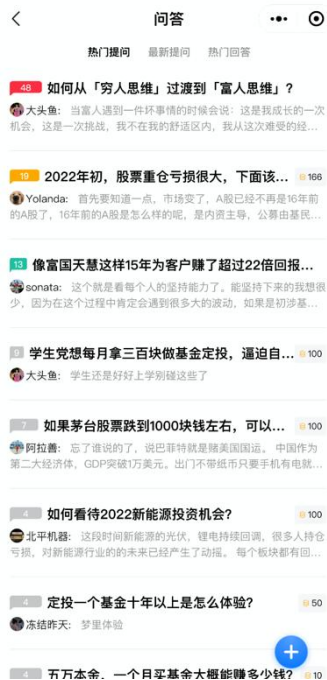 问答
热门提问 最新提问 热门回答
48 如何从「穷人思维」过渡到「富人思维」?
大头鱼: 当富人遇到一件坏事情的时候会说: 这是我成长的一次
机会，这是一次挑战，我不在我的舒适区内，我从这次难受的经...
19 2022年初，股票重仓亏损很大，下面该... 166
Yolanda: 首先要知道一点，市场变了，A股已经不再是16年前
的A股了，16年前的A股是怎么样的呢，是内资主导，公募由基民...
13 像富国天慧这样15年为客户赚了超过22倍回报...
sonata: 这个就是看每个人的坚持能力了。能坚持下来的我想很
少，因为在这个过程中肯定会遇到很多大的波动，如果是初涉基...
9 学生党想每月拿三百块做基金定投，逼迫自... 100
大头鱼: 学生还是好好上学别碰这些了
7 如果茅台股票跌到1000块钱左右，可以... 100
阿拉善: 忘了谁说的了，说巴菲特就是赌美国国运。 中国作为
第二大经济体，GDP突破1万美元。出门不带纸币只要手机有电就...
4 如何看待2022新能源投资机会? 100
北平机器: 这段时间新能源的光伏，锂电持续回调，很多人持仓
亏损，对新能源行业的的未来已经产生了动摇。 每个板块都有回...
4 定投一个基金十年以上是怎么体验? 50
冻结昨天: 梦里体验
4 五万本金，一个月买基金大概能赚多少钱? 10